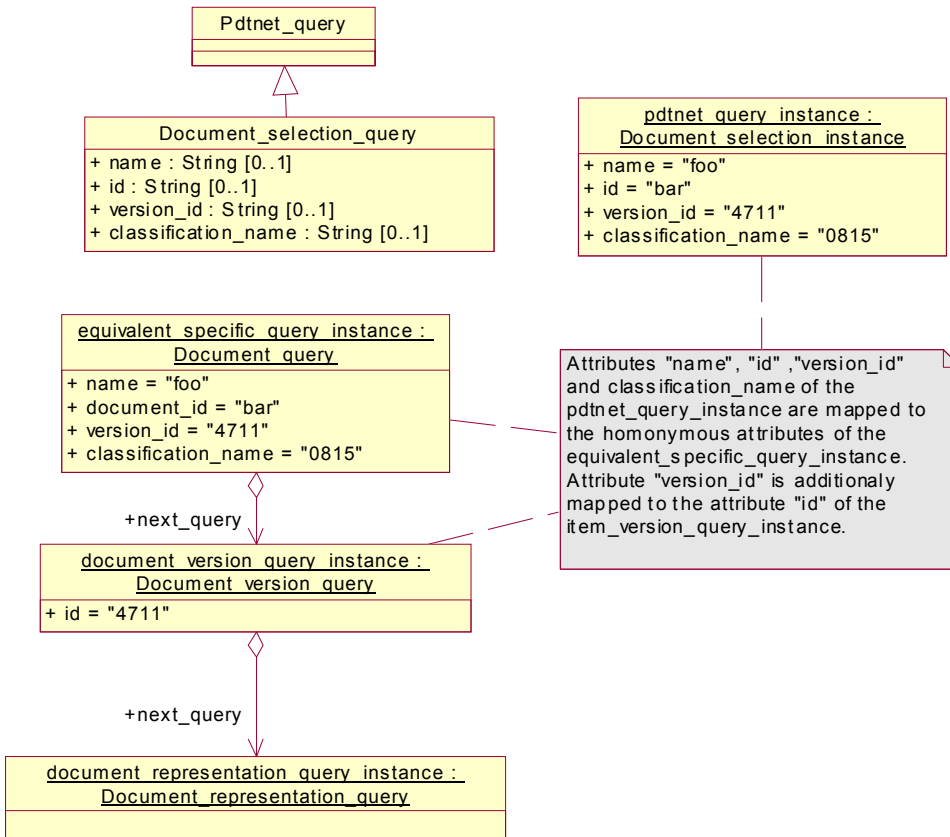 Pdtnet_query
Document_selection_query
+ name : String [0..1]
+ id : String [0..1]
+ version_id : String [0..1]
+ classification_name : String [0..1]
pdtnet_query_instance :
Document_selection_instance
+ name = "foo"
+ id = "bar"
+ version_id = "4711"
+ classification_name = "0815"
equivalent_specific_query_instance :
Document_query
+ name = "foo"
+ document_id = "bar"
+ version_id = "4711"
+ classification_name = "0815"
Attributes "name", "id" ,"version_id"
and classification_name of the
pdtnet_query_instance are mapped to
the homonymous attributes of the
equivalent_specific_query_instance.
Attribute "version_id" is additionaly
mapped to the attribute "id" of the
item_version_query_instance.
+next_query
document_version_query_instance :
Document_version_query
+ id = "4711"
+next_query
document_representation_query_instance :
Document_representation_query